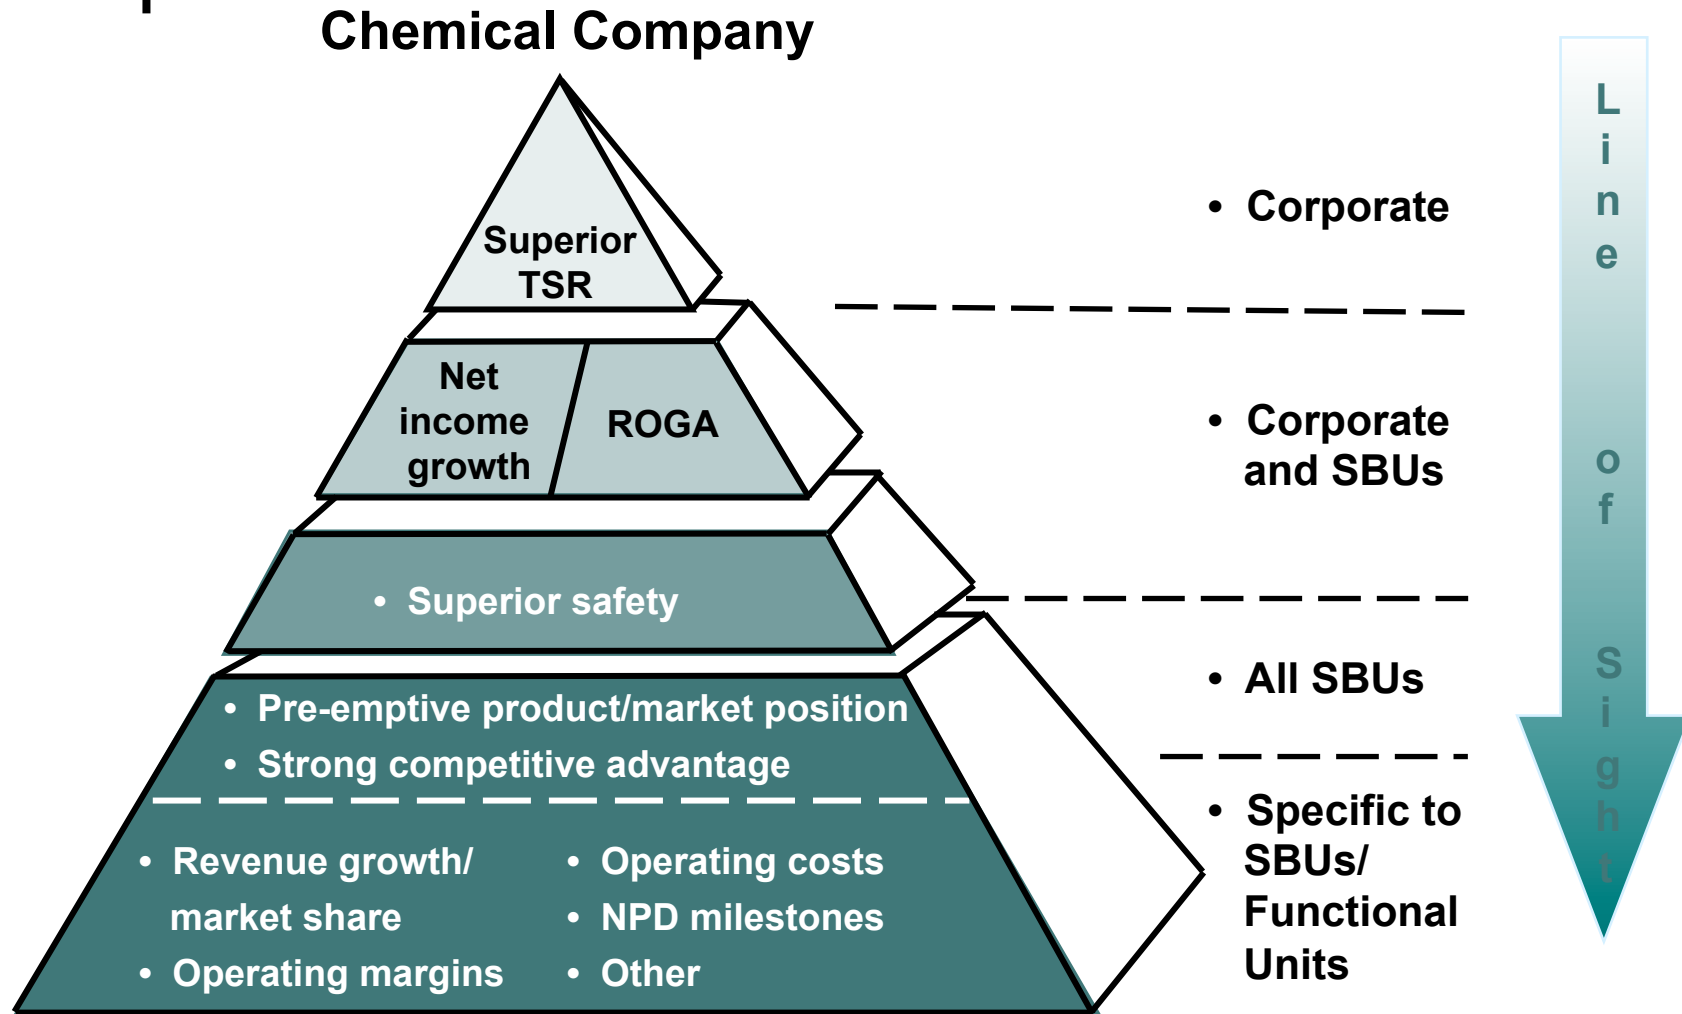 Chemical Company
Superior
TSR
• Corporate
Net
income
growth
ROGA
• Corporate
and SBUs
• Superior safety
• All SBUs
• Pre-emptive product/market position
• Strong competitive advantage
• Revenue growth/
market share
• Operating margins
• Operating costs
• NPD milestones
• Other
• Specific to
SBUs/
Functional
Units
Line of Sight